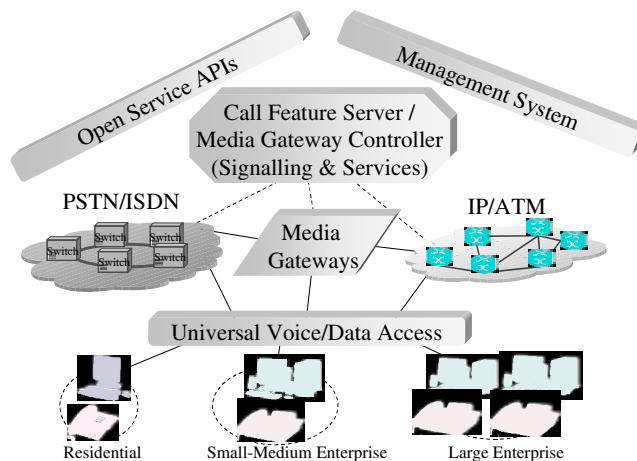 Open Service APIs
Management System
Call Feature Server /
Media Gateway Controller
(Signalling & Services)
PSTN/ISDN
IP/ATM
Switch
Switch
Switch
Switch
Switch
Media
Gateways
Universal Voice/Data Access
Residential
Small-Medium Enterprise
Large Enterprise